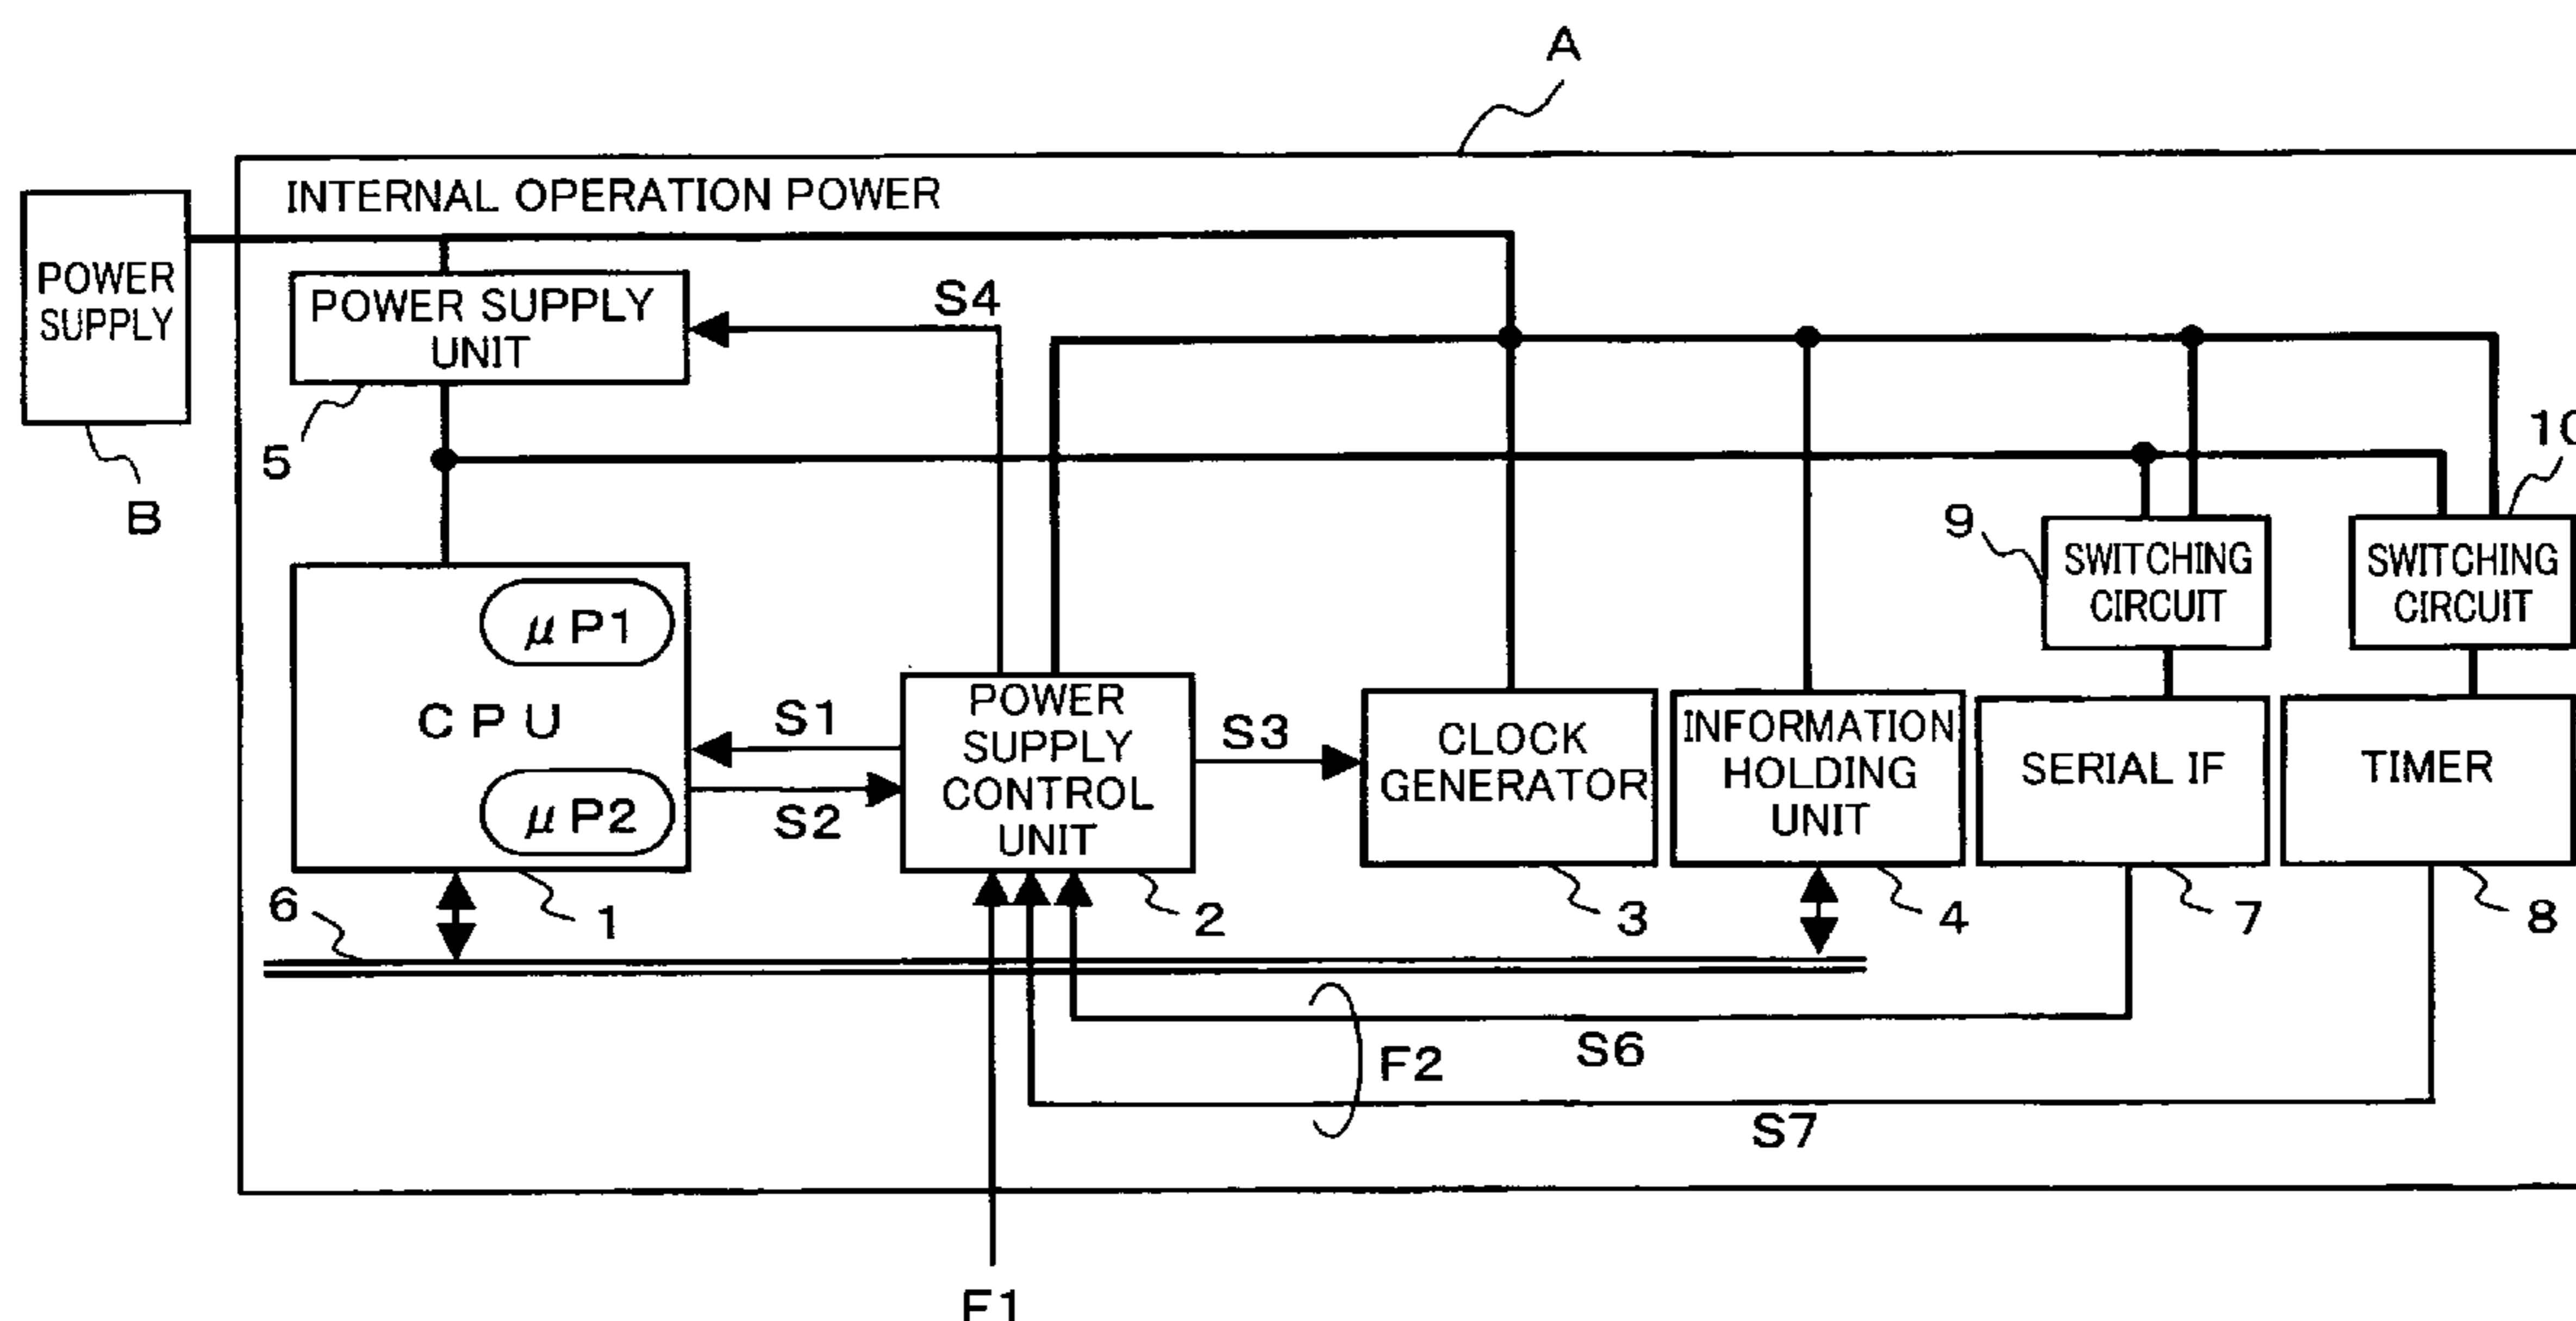 A
INTERNAL OPERATION POWER
POWER
SUPPLY
B
POWER SUPPLY
UNIT
5
S4
10
9
SWITCHING
CIRCUIT
SWITCHING
CIRCUIT
μP1
CPU
μP2
1
S1
S2
POWER
SUPPLY
CONTROL
UNIT
2
S3
CLOCK
GENERATOR
3
INFORMATION
HOLDING
UNIT
4
SERIAL IF
7
TIMER
8
6
F2
S6
S7
F1